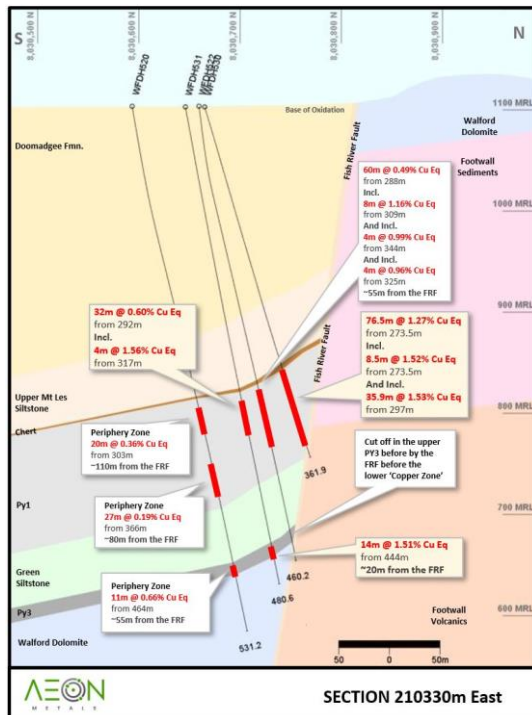 8,030,500 N
8,030,600 N
8,030,700 N
8,030,800 N
8,030,900 N
S
N
WFDH520
WFDH531
WFDH522
WFDH530
Base of Oxidation
1100 MRL
Walford
Dolomite
Doomadgee Fmn.
Fish River Fault
Footwall
Sediments
60m @ 0.49% Cu Eq
from 288m
Incl.
8m @ 1.16% Cu Eq
from 309m
And Incl.
4m @ 0.99% Cu Eq
from 344m
And Incl.
4m @ 0.96% Cu Eq
from 325m
~55m from the FRF
1000 MRL
32m @ 0.60% Cu Eq
from 292m
Incl.
4m @ 1.56% Cu Eq
from 317m
900 MRL
76.5m @ 1.27% Cu Eq
from 273.5m
Incl.
8.5m @ 1.52% Cu Eq
from 273.5m
And Incl.
35.9m @ 1.53% Cu Eq
from 297m
Fish River Fault
Upper Mt Les
Siltstone
Chert
800 MRL
Periphery Zone
20m @ 0.36% Cu Eq
from 303m
~110m from the FRF
Cut off in the upper
PY3 before by the
FRF before the
lower 'Copper Zone'
361.9
Py1
Periphery Zone
27m @ 0.19% Cu Eq
from 366m
~80m from the FRF
700 MRL
14m @ 1.51% Cu Eq
from 444m
~20m from the FRF
Green
Siltstone
Periphery Zone
11m @ 0.66% Cu Eq
from 464m
~55m from the FRF
460.2
480.6
531.2
Py3
Footwall
Volcanics
600 MRL
Walford Dolomite
50
0
50m
AEON
METALS
SECTION 210330m East